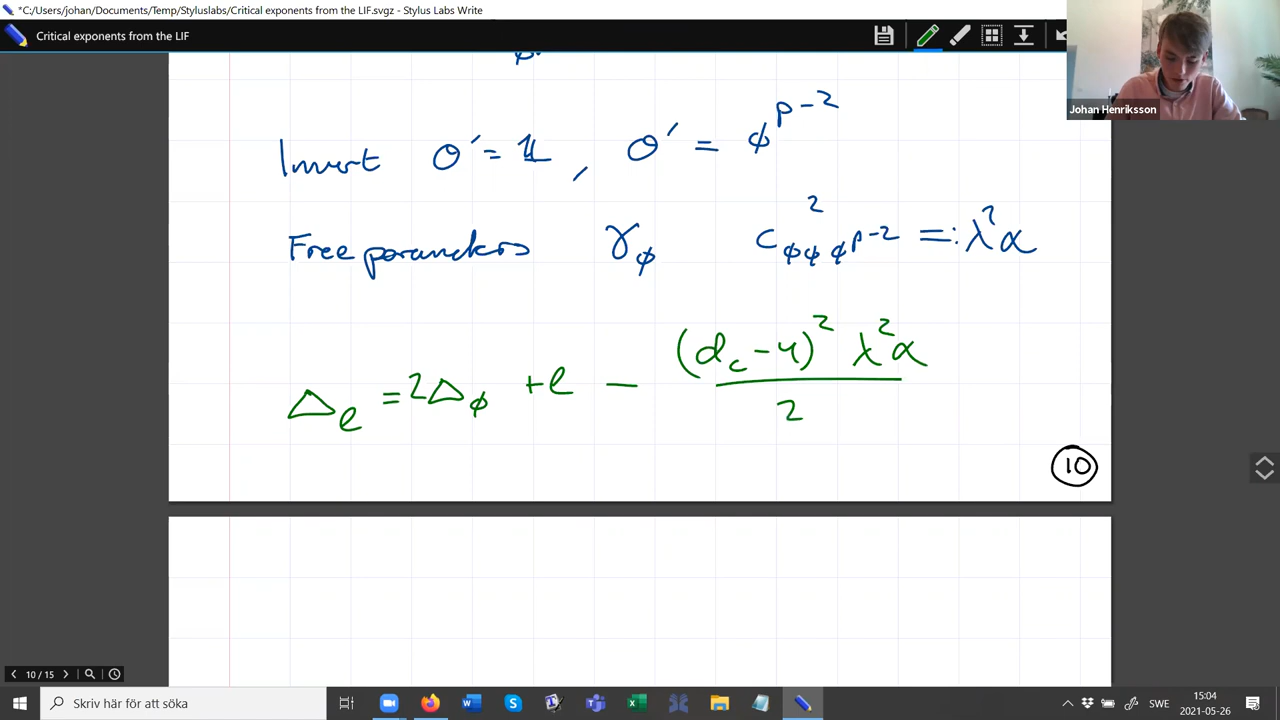 *C:/Users/johan/Documents/Temp/Styluslabs/Critical exponents from the LIF.svgz - Stylus Labs Write
Critical exponents from the LIF
Johan Henriksson
Invert O' = 𝟙, O' = ϕ^{p-2}
Free parameters γ_ϕ c²_{ϕϕϕ^{p-2}} =: λ²α
Δ_ℓ = 2Δ_ϕ + ℓ - (d_c - 4)² λ²α / 2
10
10 / 15
Skriv här för att söka
SWE
15:04
2021-05-26